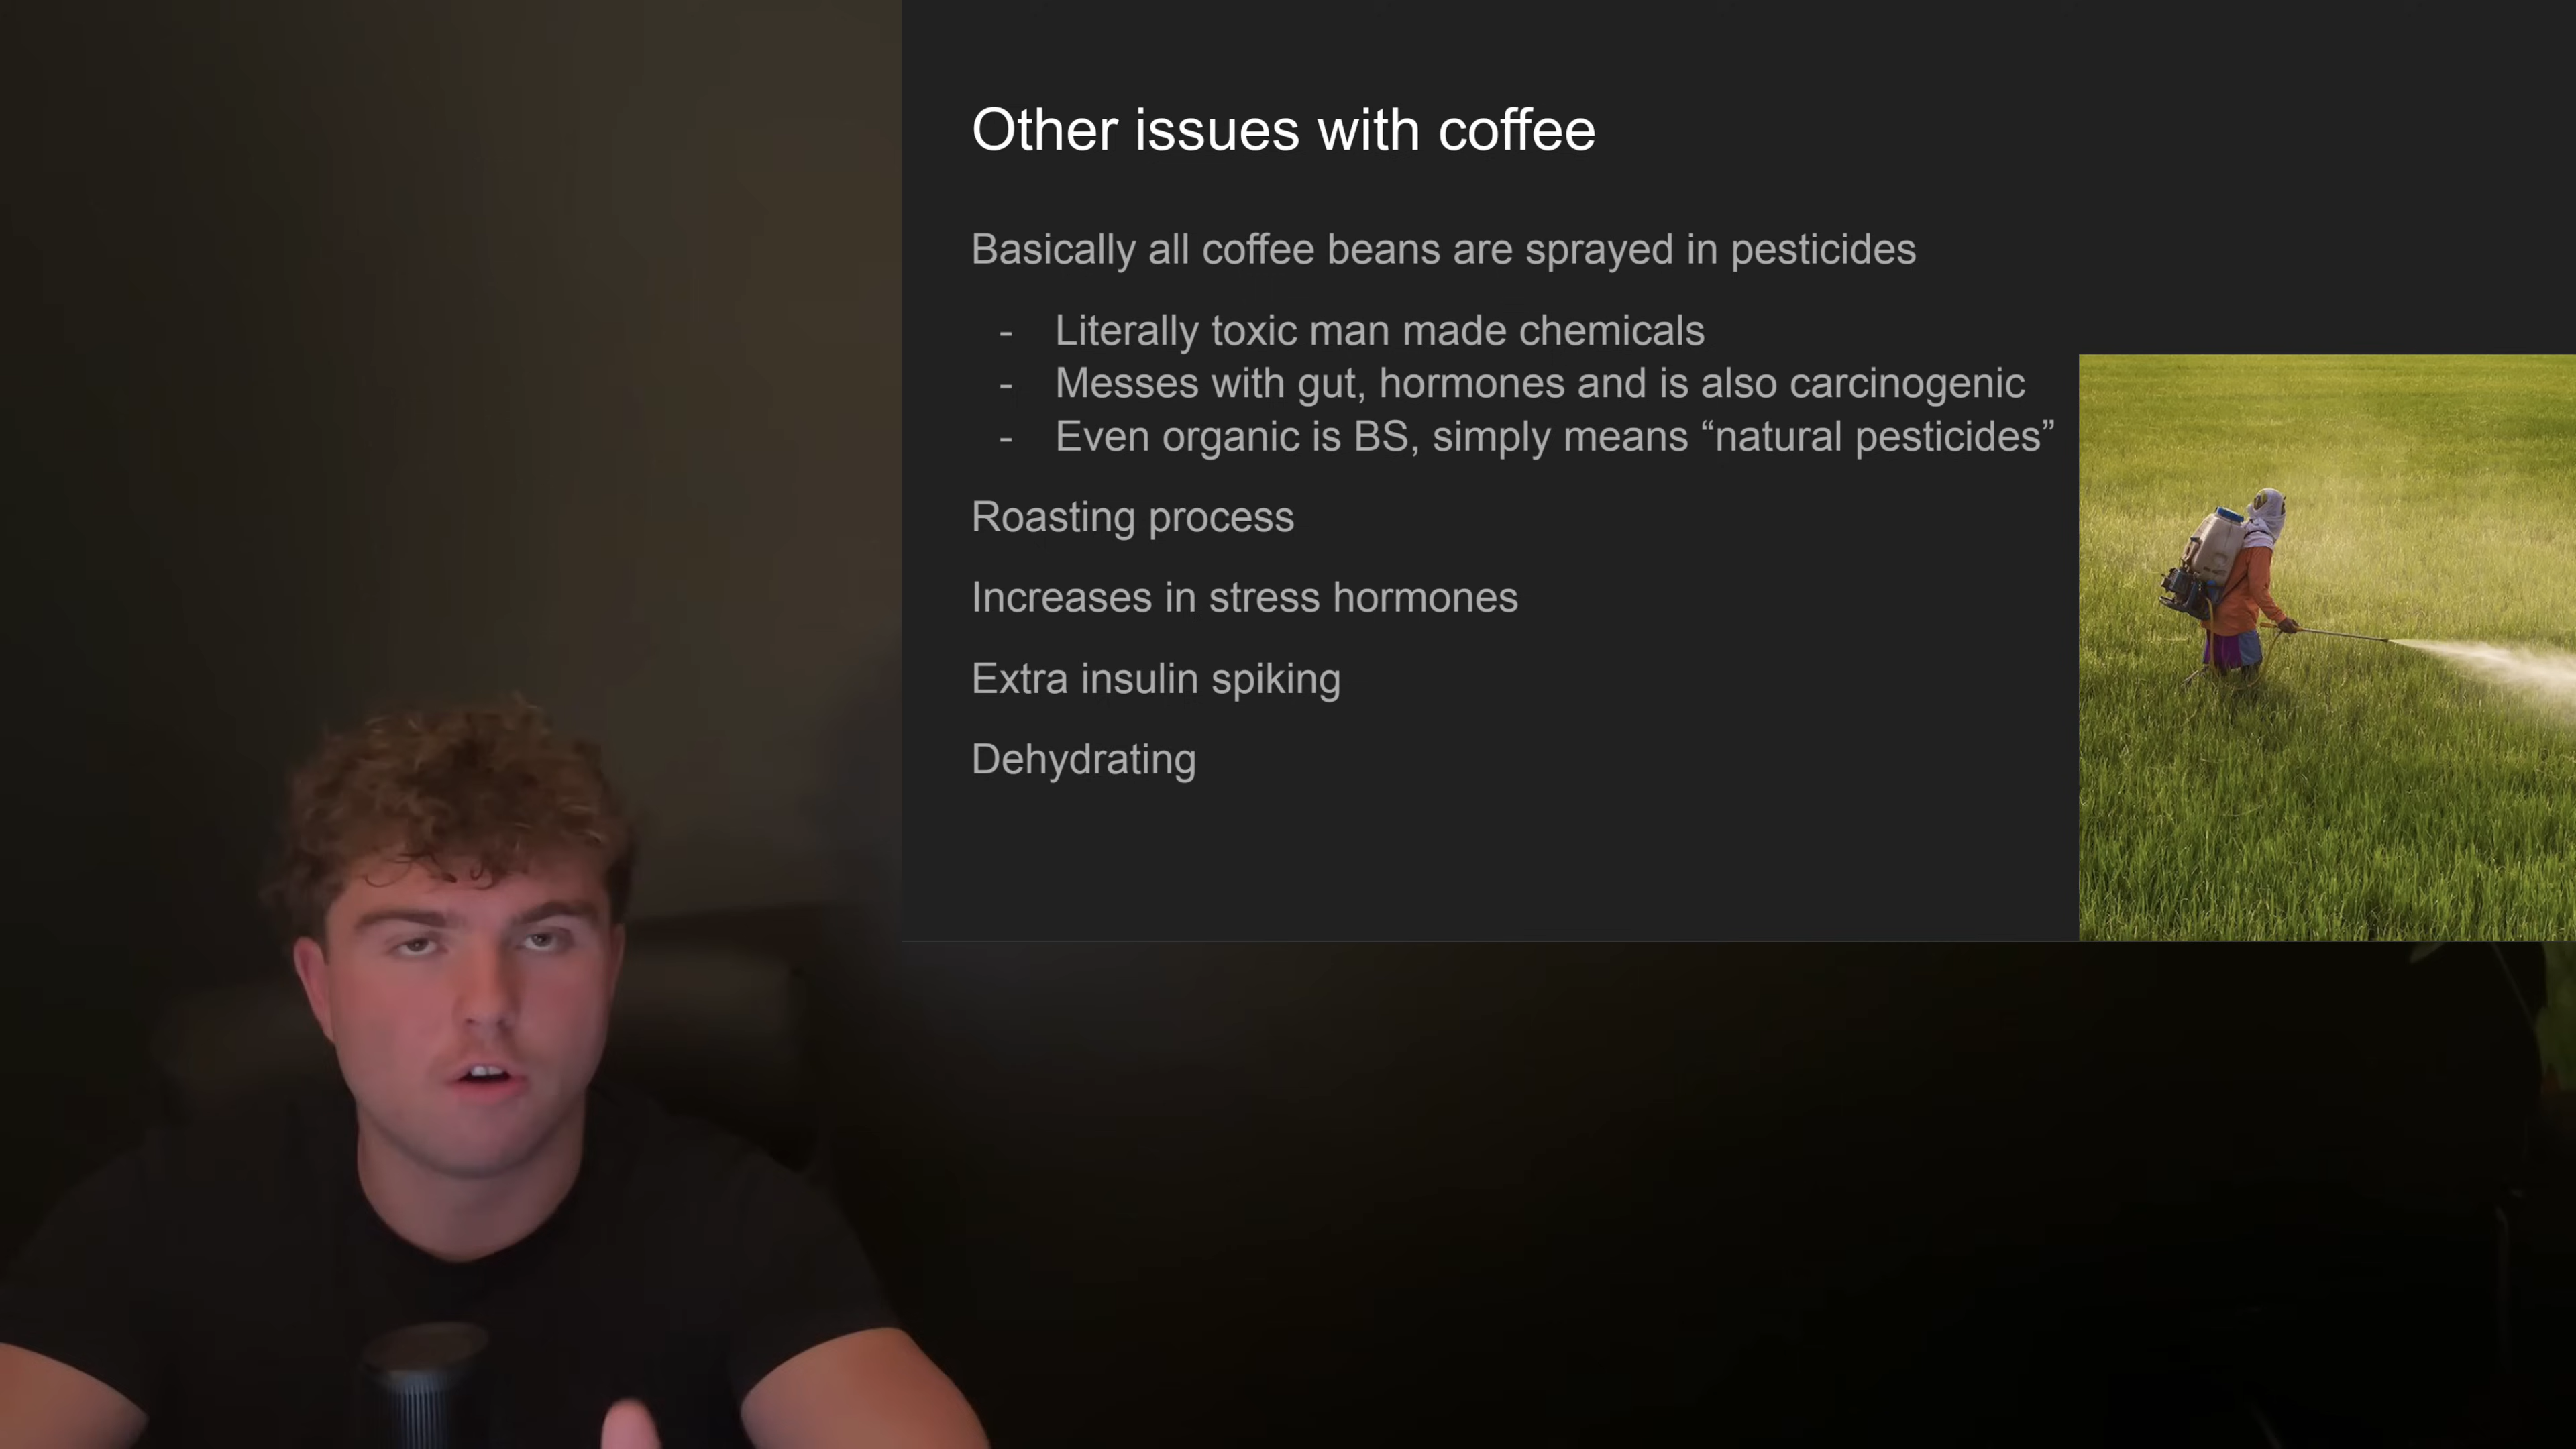 Other issues with coffee
Basically all coffee beans are sprayed in pesticides
- Literally toxic man made chemicals
- Messes with gut, hormones and is also carcinogenic
- Even organic is BS, simply means “natural pesticides”
Roasting process
Increases in stress hormones
Extra insulin spiking
Dehydrating